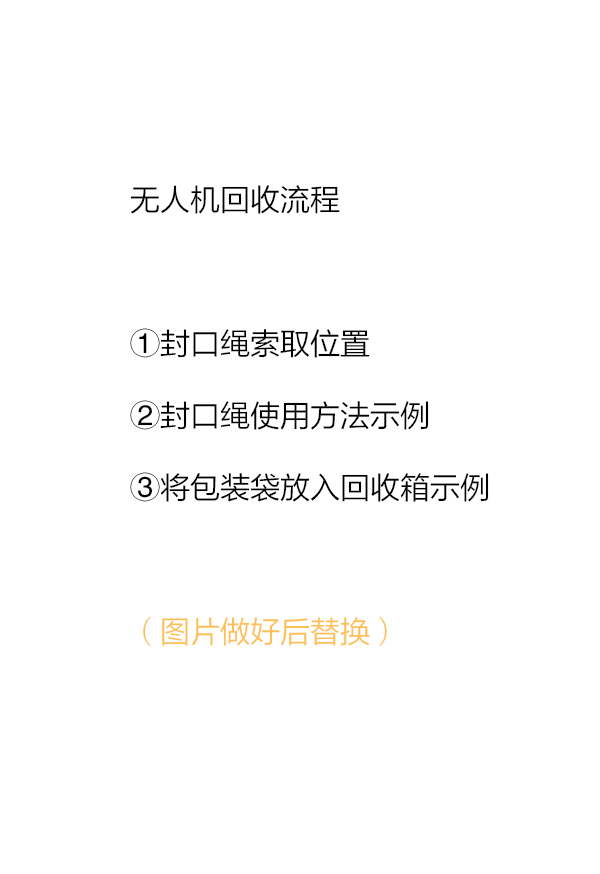 无人机回收流程
①封口绳索取位置
②封口绳使用方法示例
③将包装袋放入回收箱示例
（图片做好后替换）